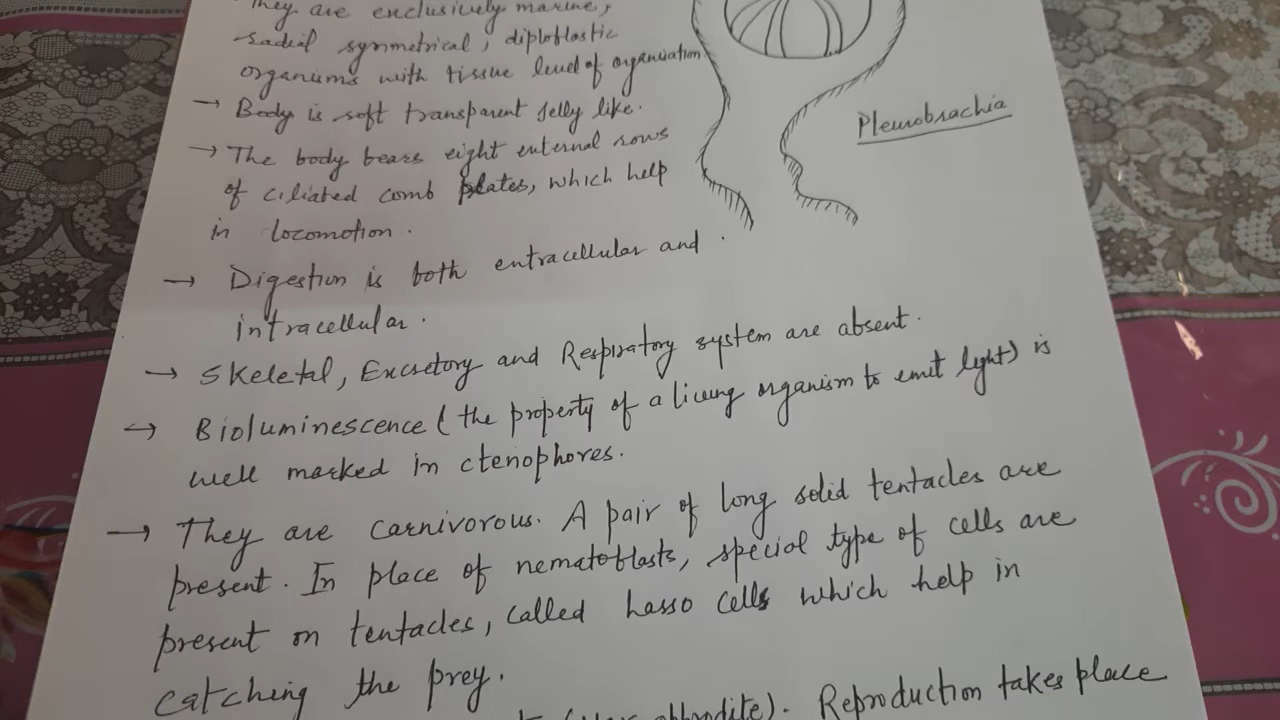 They are exclusively marine,
radial symmetrical, diploblastic
organisms with tissue level of organisation
→ Body is soft transparent Jelly like.
→ The body bears eight external rows
of ciliated comb plates, which help
in locomotion.
Pleurobrachia
→ Digestion is both extracellular and
intracellular.
→ Skeletal, Excretory and Respiratory system are absent.
→ Bioluminescence (the property of a living organism to emit light) is
well marked in ctenophores.
→ They are carnivorous. A pair of long solid tentacles are
present. In place of nematoblasts, special type of cells are
present on tentacles, called lasso cells which help in
catching the prey.
Reproduction takes place